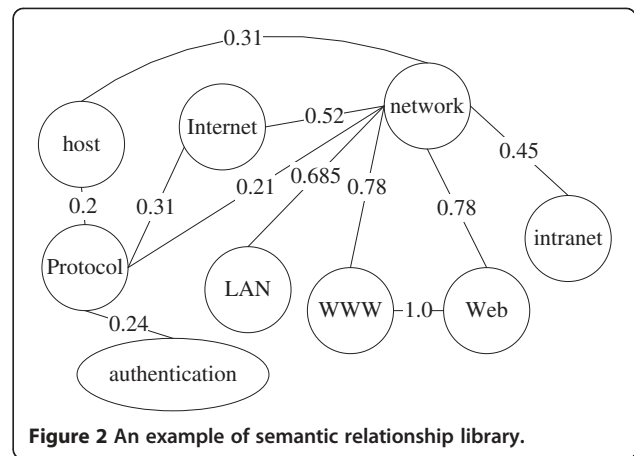 0.31
network
Internet
0.52
host
0.45
0.685
0.21
0.78
0.78
0.2
0.31
intranet
Protocol
LAN
WWW
1.0
Web
0.24
authentication
Figure 2 An example of semantic relationship library.